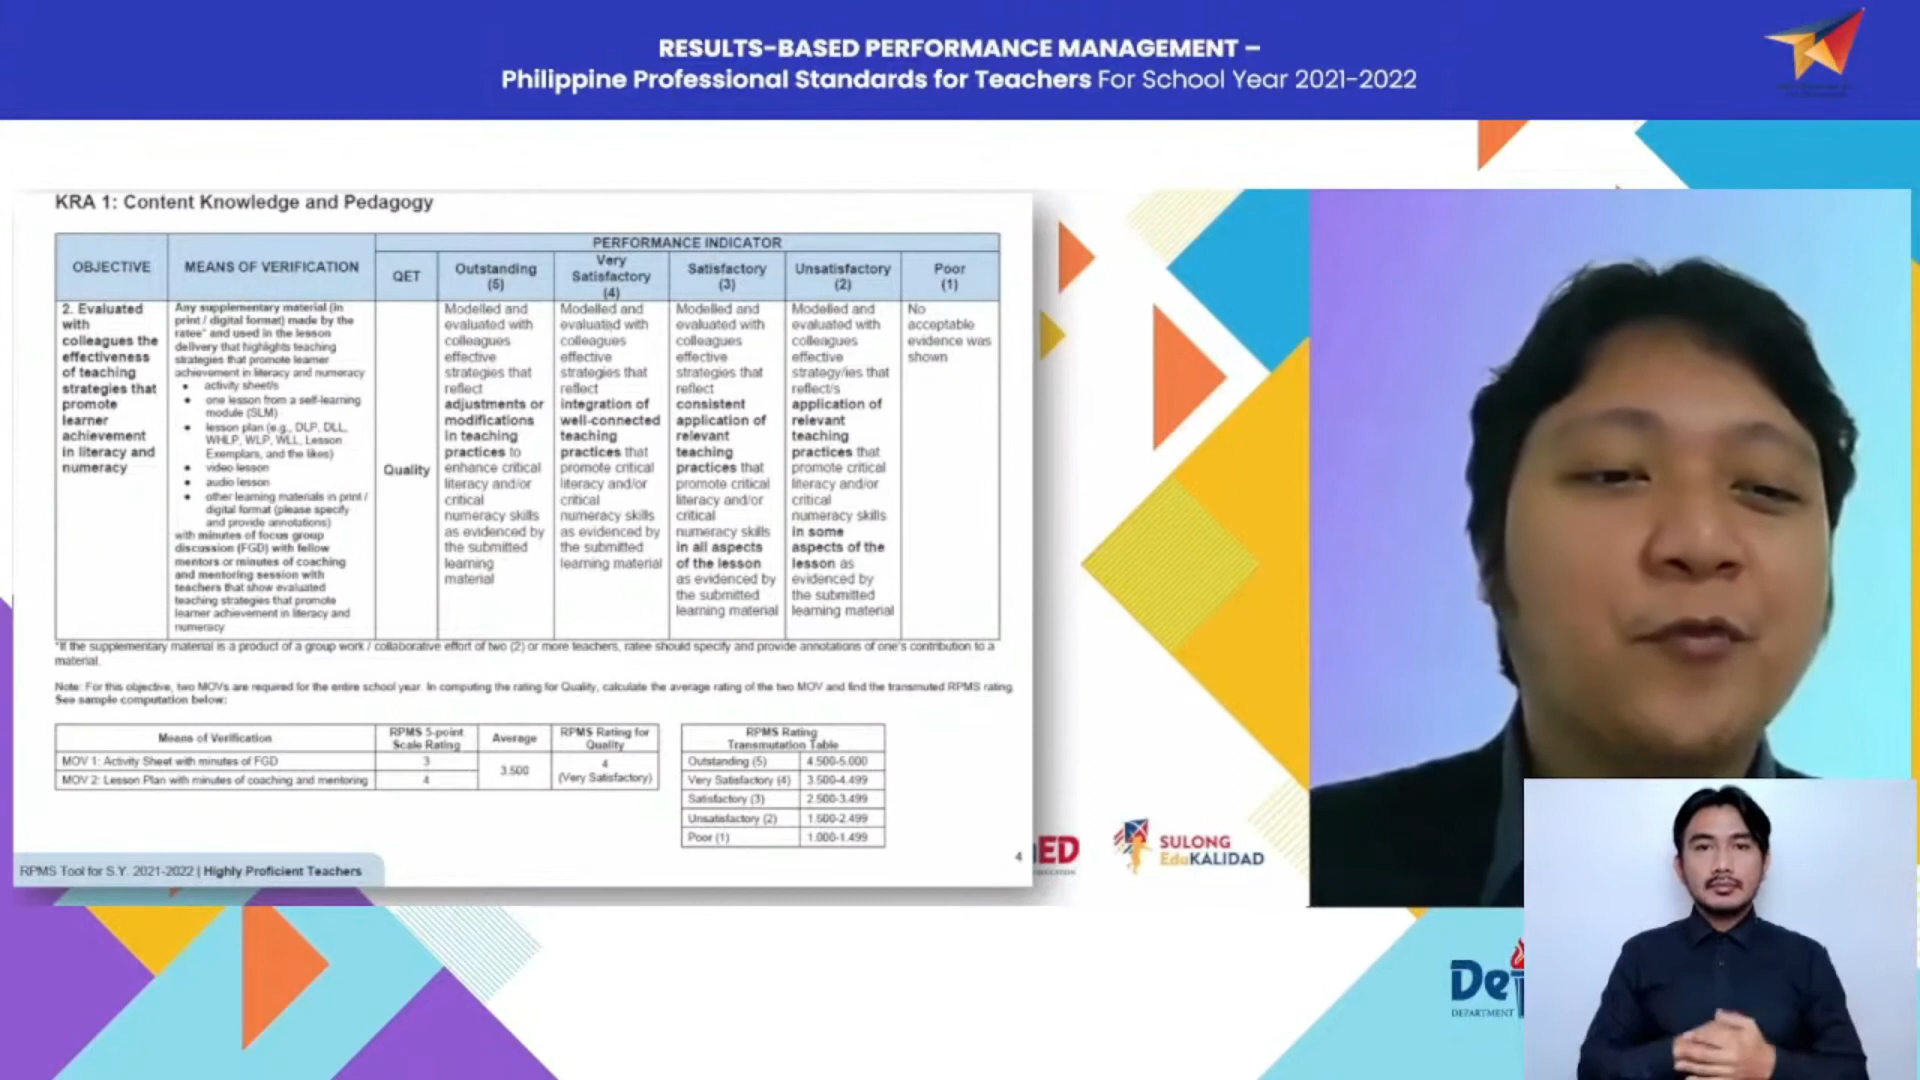 RESULTS-BASED PERFORMANCE MANAGEMENT –
Philippine Professional Standards for Teachers For School Year 2021-2022
KRA 1: Content Knowledge and Pedagogy
OBJECTIVE
MEANS OF VERIFICATION
PERFORMANCE INDICATOR
QET
Outstanding
(5)
Very
Satisfactory
(4)
Satisfactory
(3)
Unsatisfactory
(2)
Poor
(1)
2. Evaluated
with
colleagues the
effectiveness
of teaching
strategies that
promote
learner
achievement
in literacy and
numeracy
Any supplementary material (in
print / digital format) made by the
ratee* and used in the lesson
delivery that highlights teaching
strategies that promote learner
achievement in literacy and numeracy
• activity sheet/s
• one lesson from a self-learning
module (SLM)
• lesson plan (e.g., DLP, DLL,
WHLP, WLP, WLL, Lesson
Exemplars, and the likes)
• video lesson
• audio lesson
• other learning materials in print /
digital format (please specify
and provide annotations)
with minutes of focus group
discussion (FGD) with fellow
mentors or minutes of coaching
and mentoring session with
teachers that show evaluated
teaching strategies that promote
learner achievement in literacy and
numeracy
Quality
Modelled and
evaluated with
colleagues
effective
strategies that
reflect
adjustments or
modifications
in teaching
practices to
enhance critical
literacy and/or
critical
numeracy skills
as evidenced by
the submitted
learning
material
Modelled and
evaluated with
colleagues
effective
strategies that
reflect
integration of
well-connected
teaching
practices that
promote critical
literacy and/or
critical
numeracy skills
as evidenced by
the submitted
learning material
Modelled and
evaluated with
colleagues
effective
strategies that
reflect
consistent
application of
relevant
teaching
practices that
promote critical
literacy and/or
critical
numeracy skills
in all aspects
of the lesson
as evidenced by
the submitted
learning material
Modelled and
evaluated with
colleagues
effective
strategy/ies that
reflect/s
application of
relevant
teaching
practices that
promote critical
literacy and/or
critical
numeracy skills
in some
aspects of the
lesson as
evidenced by
the submitted
learning material
No
acceptable
evidence was
shown
*If the supplementary material is a product of a group work / collaborative effort of two (2) or more teachers, ratee should specify and provide annotations of one's contribution to a
material.
Note: For this objective, two MOVs are required for the entire school year. In computing the rating for Quality, calculate the average rating of the two MOV and find the transmuted RPMS rating.
See sample computation below:
Means of Verification
RPMS 5-point
Scale Rating
Average
RPMS Rating for
Quality
MOV 1: Activity Sheet with minutes of FGD
3
3.500
4
(Very Satisfactory)
MOV 2: Lesson Plan with minutes of coaching and mentoring
4
RPMS Rating
Transmutation Table
Outstanding (5) 4.500-5.000
Very Satisfactory (4) 3.500-4.499
Satisfactory (3) 2.500-3.499
Unsatisfactory (2) 1.500-2.499
Poor (1) 1.000-1.499
4
RPMS Tool for S.Y. 2021-2022 | Highly Proficient Teachers
ED
SULONG
EduKALIDAD
De
DEPARTMENT